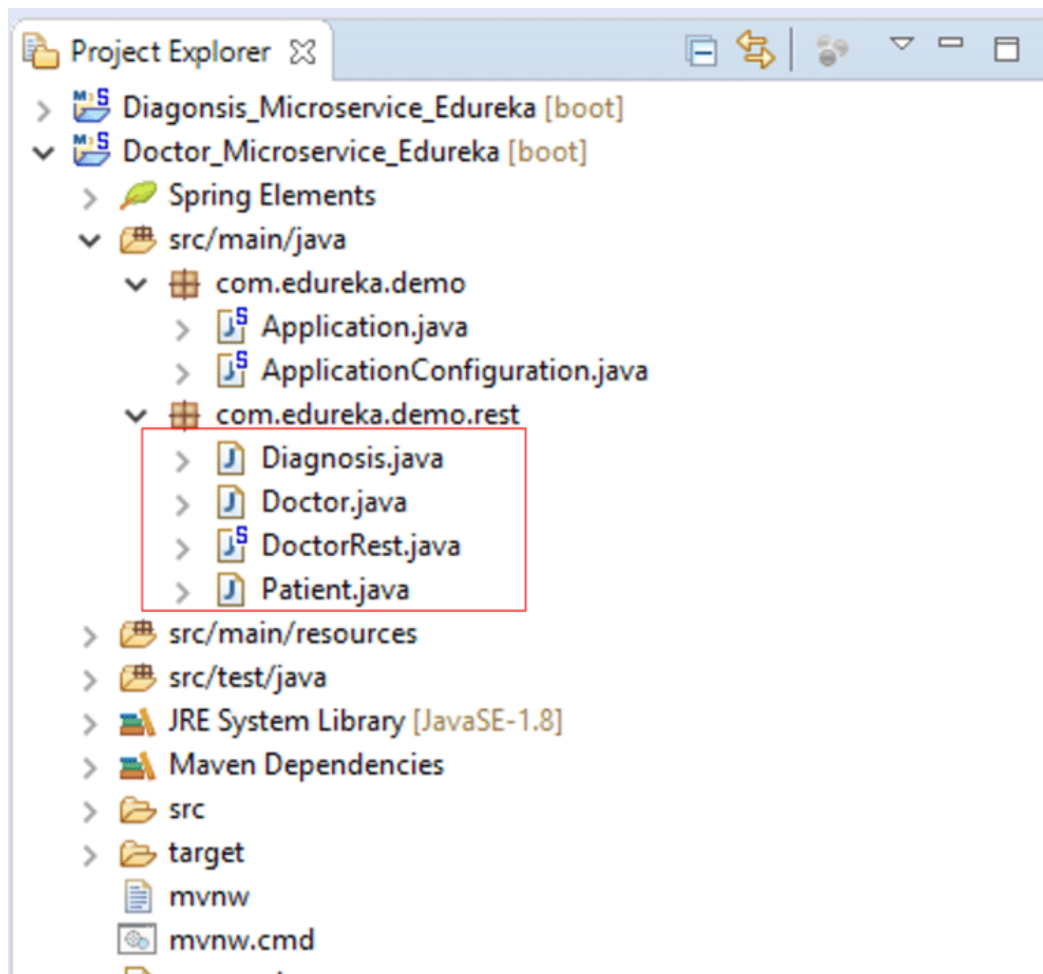 Project Explorer
Diagonsis_Microservice_Edureka [boot]
Doctor_Microservice_Edureka [boot]
Spring Elements
src/main/java
com.edureka.demo
Application.java
ApplicationConfiguration.java
com.edureka.demo.rest
Diagnosis.java
Doctor.java
DoctorRest.java
Patient.java
src/main/resources
src/test/java
JRE System Library [JavaSE-1.8]
Maven Dependencies
src
target
mvnw
mvnw.cmd